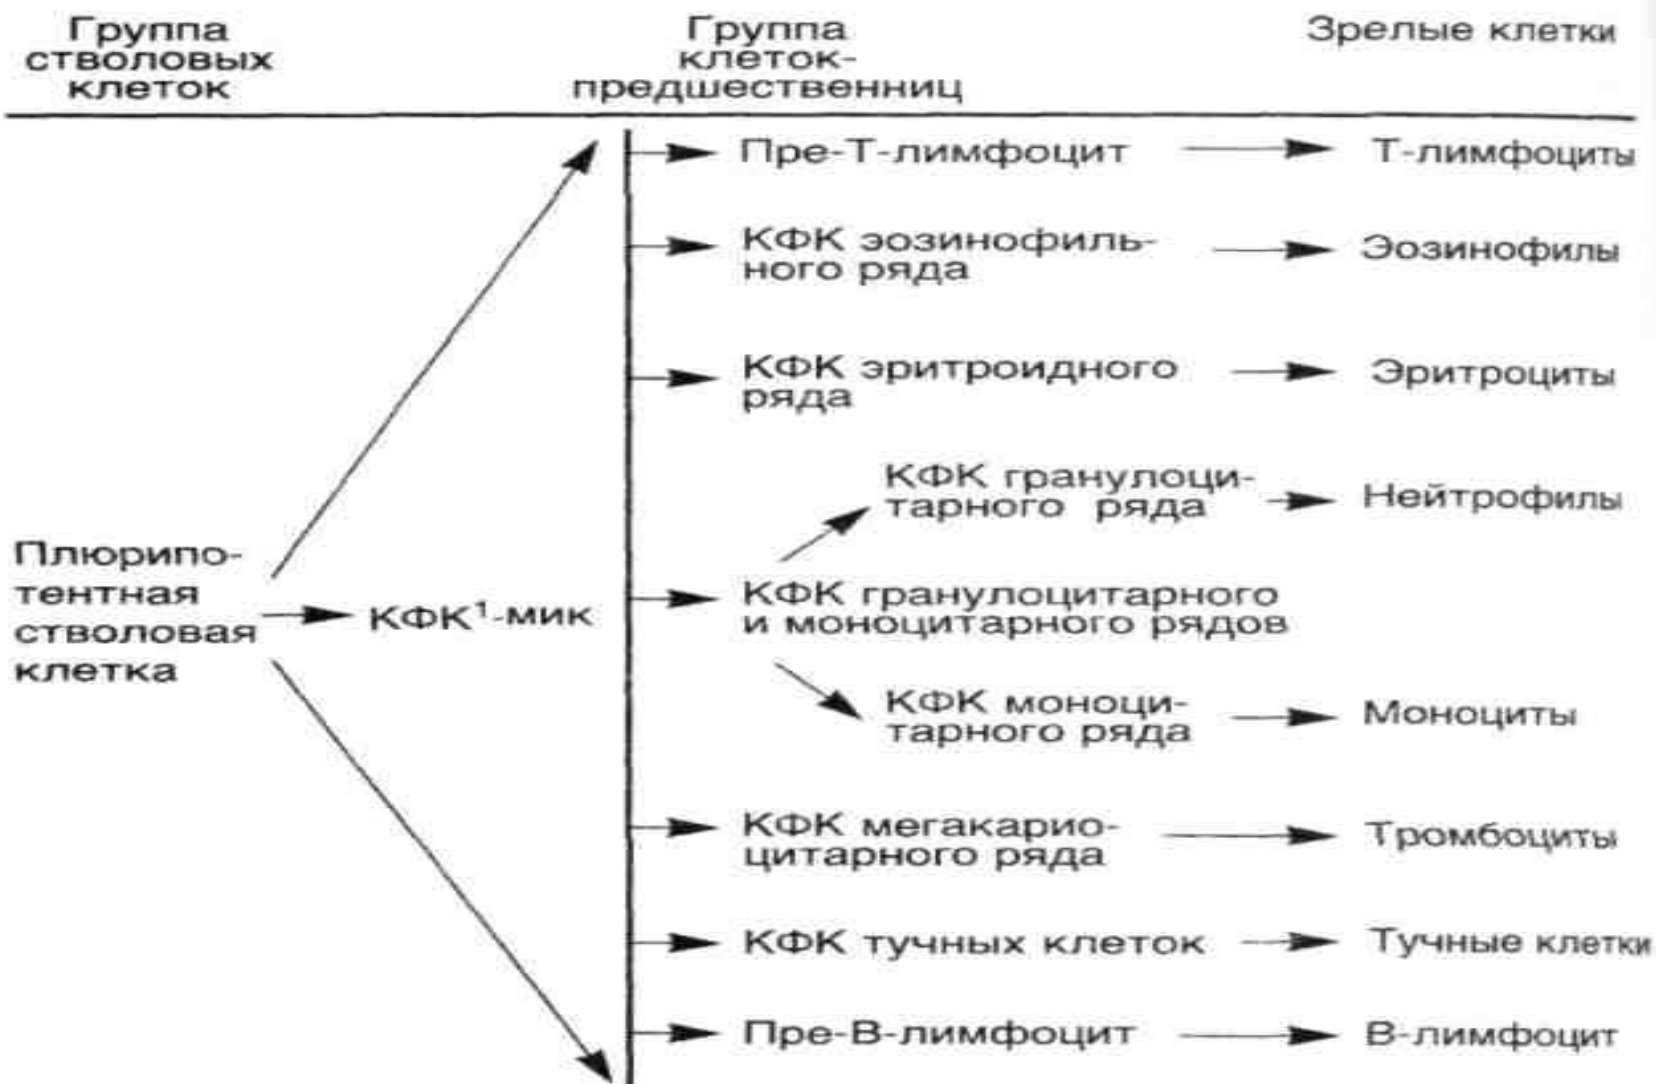 Группа
стволовых
клеток
Группа
клеток-
предшественниц
Зрелые клетки
Пре-Т-лимфоцит
Т-лимфоциты
КФК эозинофиль-
ного ряда
Эозинофилы
КФК эритроидного
ряда
Эритроциты
КФК гранулоци-
тарного ряда
Нейтрофилы
Плюрипо-
тентная
стволовая
клетка
КФК¹-мик
КФК гранулоцитарного
и моноцитарного рядов
КФК моноци-
тарного ряда
Моноциты
КФК мегакарио-
цитарного ряда
Тромбоциты
КФК тучных клеток
Тучные клетки
Пре-В-лимфоцит
В-лимфоцит